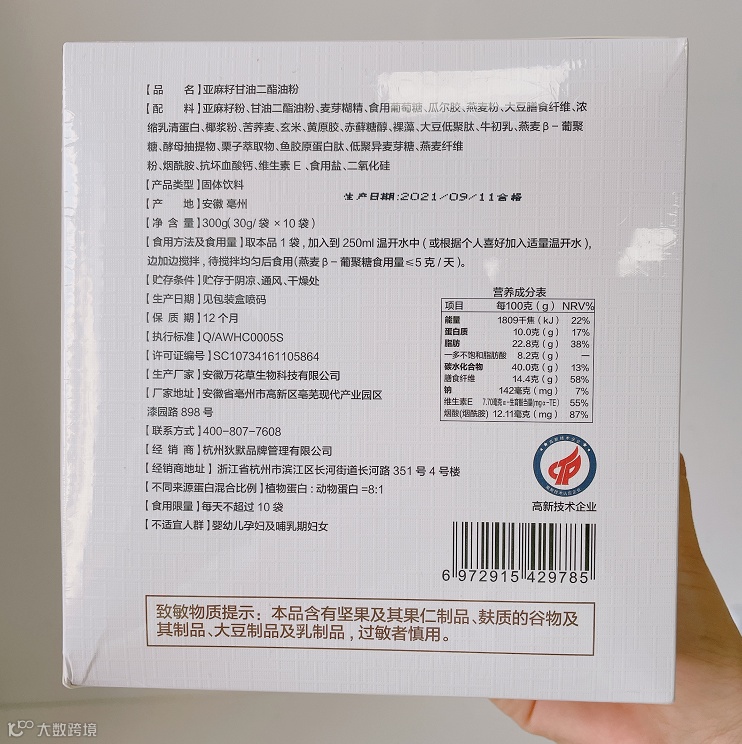 【品 名】亚麻籽甘油二酯油粉
【配 料】亚麻籽粉、甘油二酯油粉、麦芽糊精、食用葡萄糖、瓜尔胶、燕麦粉、大豆膳食纤维、浓
缩乳清蛋白、椰浆粉、苦荞麦、玄米、黄原胶、赤藓糖醇、裸藻、大豆低聚肽、牛初乳、燕麦β-葡聚
糖、酵母抽提物、栗子萃取物、鱼胶原蛋白肽、低聚异麦芽糖、燕麦纤维
粉、烟酰胺、抗坏血酸钙、维生素E、食用盐、二氧化硅
【产品类型】固体饮料
生产日期:2021/09/11合格
【产 地】安徽 亳州
【净 含 量】300g(30g/袋×10袋)
【食用方法及食用量】取本品1袋,加入到250ml温开水中(或根据个人喜好加入适量温开水),
边加边搅拌,待搅拌均匀后食用(燕麦β-葡聚糖食用量≤5克/天)。
【贮存条件】贮存于阴凉、通风、干燥处
【生产日期】见包装盒喷码
【保 质 期】12个月
【执行标准】Q/AWHC0005S
【许可证编号】SC10734161105864
【生产厂家】安徽万花草生物科技有限公司
【厂家地址】安徽省亳州市高新区亳芜现代产业园区
漆园路898号
【联系方式】400-807-7608
【经 销 商】杭州狄默品牌管理有限公司
【经销商地址】浙江省杭州市滨江区长河街道长河路351号4号楼
【不同来源蛋白混合比例】植物蛋白:动物蛋白=8:1
【食用限量】每天不超过10袋
【不适宜人群】婴幼儿孕妇及哺乳期妇女
营养成分表
项目 每100克(g) NRV%
能量 1809千焦(kJ) 22%
蛋白质 10.0克(g) 17%
脂肪 22.8克(g) 38%
—多不饱和脂肪酸 8.2克(g) —
碳水化合物 40.0克(g) 13%
膳食纤维 14.4克(g) 58%
钠 142毫克(mg) 7%
维生素E 7.70毫克α-生育酚当量(mgα-TE) 55%
烟酸(烟酰胺) 12.11毫克(mg) 87%
高新技术企业
6 972915 429785
致敏物质提示:本品含有坚果及其果仁制品、麸质的谷物及
其制品、大豆制品及乳制品,过敏者慎用。
大数跨境